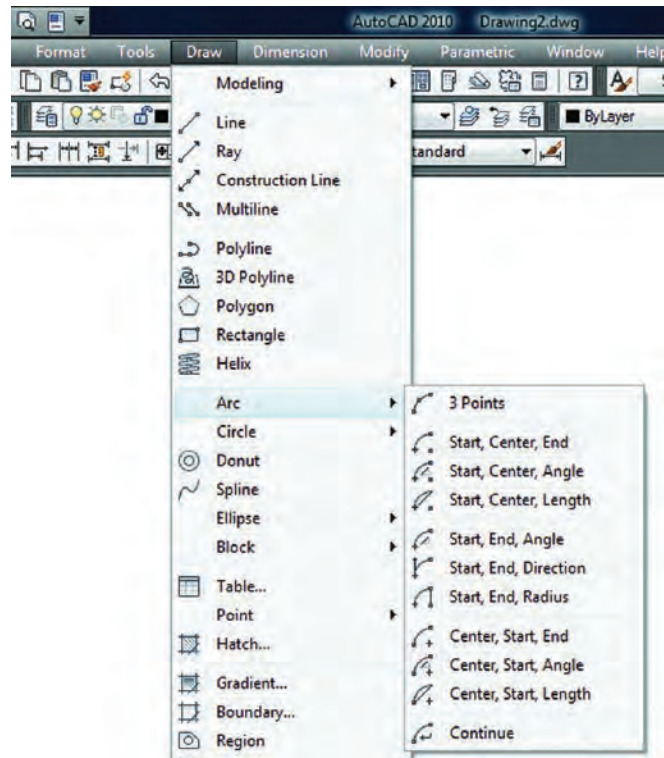 AutoCAD 2010 Drawing2.dwg
Format Tools Draw Dimension Modify Parametric Window Help
ByLayer
Modeling
Line
Ray
Construction Line
Multiline
Polyline
3D Polyline
Polygon
Rectangle
Helix
Arc
Circle
Donut
Spline
Ellipse
Block
Table...
Point
Hatch...
Gradient...
Boundary...
Region
3 Points
Start, Center, End
Start, Center, Angle
Start, Center, Length
Start, End, Angle
Start, End, Direction
Start, End, Radius
Center, Start, End
Center, Start, Angle
Center, Start, Length
Continue